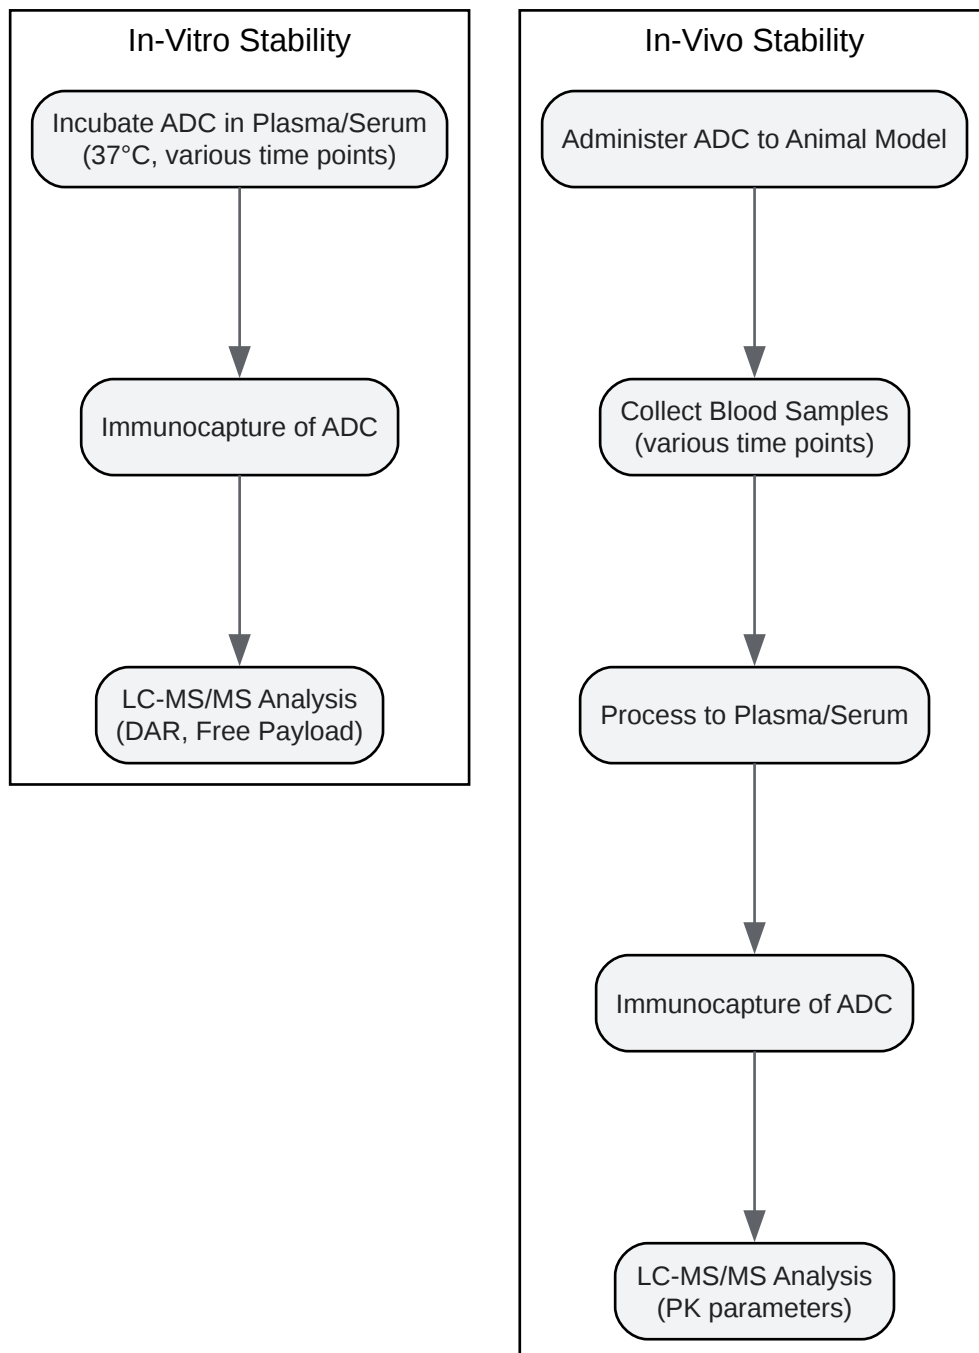 In-Vitro Stability
Incubate ADC in Plasma/Serum
(37°C, various time points)
Immunocapture of ADC
LC-MS/MS Analysis
(DAR, Free Payload)
In-Vivo Stability
Administer ADC to Animal Model
Collect Blood Samples
(various time points)
Process to Plasma/Serum
Immunocapture of ADC
LC-MS/MS Analysis
(PK parameters)